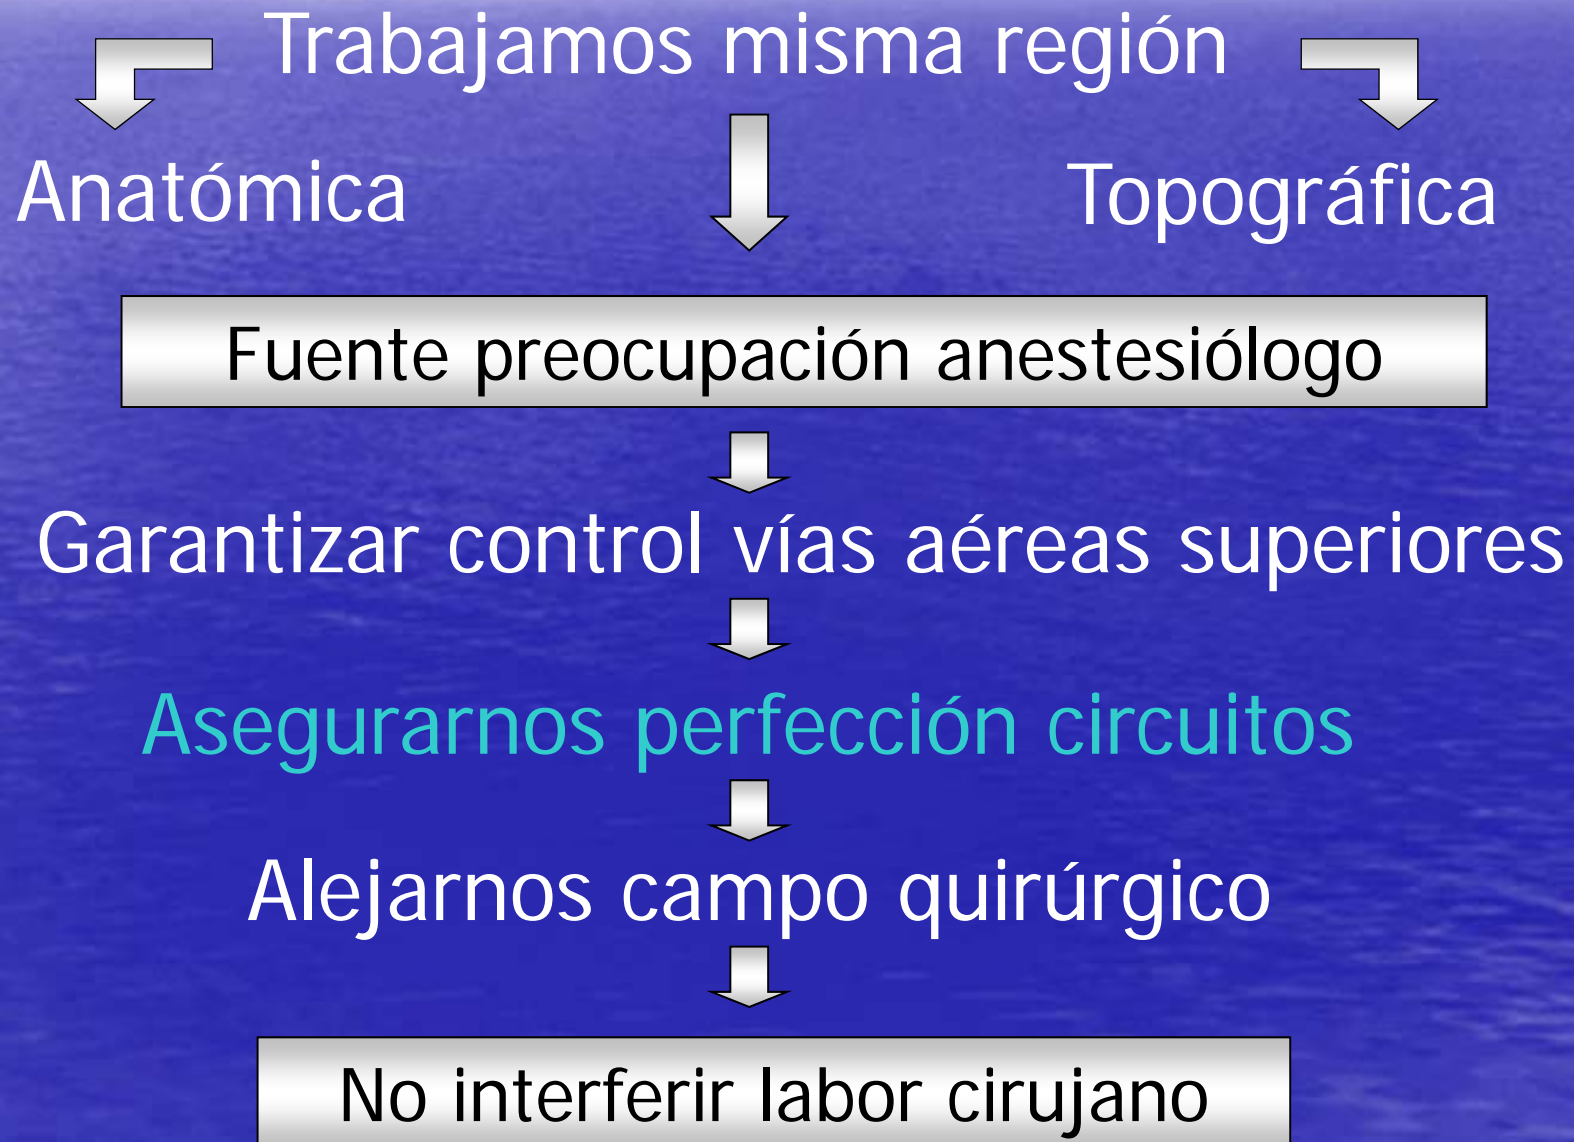 Trabajamos misma región
Anatómica
Topográfica
Fuente preocupación anestesiólogo
Garantizar control vías aéreas superiores
Asegurarnos perfección circuitos
Alejarnos campo quirúrgico
No interferir labor cirujano